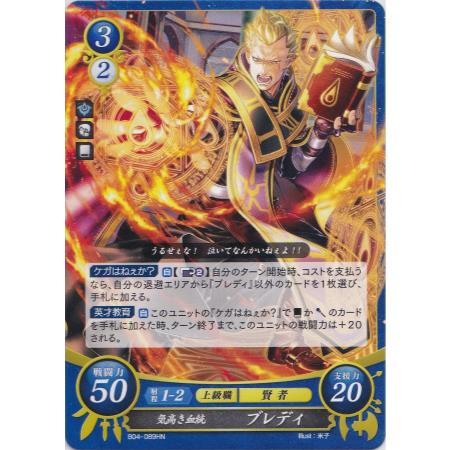 3
2
うるせぇな！ 泣いてなんかいねぇよ！！
ケガはねぇか？ 自【2】自分のターン開始時、コストを支払う
なら、自分の退避エリアから『ブレディ』以外のカードを1枚選び、
手札に加える。
英才教育 自 このユニットの『ケガはねぇか？』で■か のカード
を手札に加えた時、ターン終了まで、このユニットの戦闘力は＋20
される。
戦闘力
50
射程 1-2 上級職 賢者
支援力
20
気高き血統 ブレディ
B04-089HN
Illust：米子